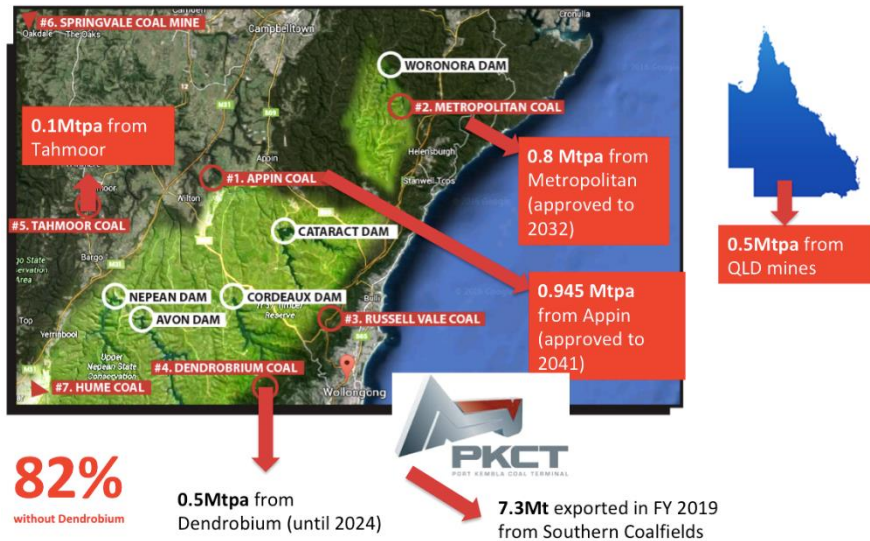 #6. SPRINGVALE COAL MINE
Oakdale
The Oaks
Campbelltown
Cronulla
WORONORA DAM
#2. METROPOLITAN COAL
0.1Mtpa from
Tahmoor
Helensburgh
Appin
Stanwell Tops
#1. APPIN COAL
Wilton
0.8 Mtpa from
Metropolitan
(approved to
2032)
#5. TAHMOOR COAL
CATARACT DAM
Bargo
0.5Mtpa from
QLD mines
NEPEAN DAM
CORDEAUX DAM
Bulli
0.945 Mtpa
from Appin
(approved to
2041)
AVON DAM
#3. RUSSELL VALE COAL
Yerrinbool
Upper
Nepean State
Conservation
#4. DENDROBRIUM COAL
#7. HUME COAL
Wollongong
PKCT
PORT KEMBLA COAL TERMINAL
82%
without Dendrobium
0.5Mtpa from
Dendrobium (until 2024)
7.3Mt exported in FY 2019
from Southern Coalfields